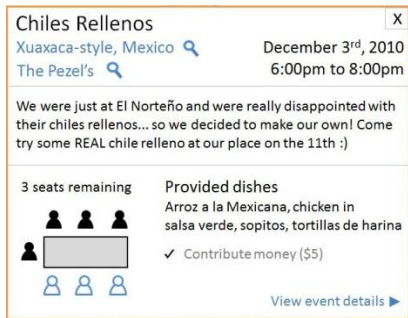 Chiles Rellenos
X
Xuaxaca-style, Mexico
December 3rd, 2010
The Pezel's
6:00pm to 8:00pm
We were just at El Norteño and were really disappointed with
their chiles rellenos... so we decided to make our own! Come
try some REAL chile relleno at our place on the 11th :)
3 seats remaining
Provided dishes
Arroz a la Mexicana, chicken in
salsa verde, sopitos, tortillas de harina
✓ Contribute money ($5)
View event details ▶